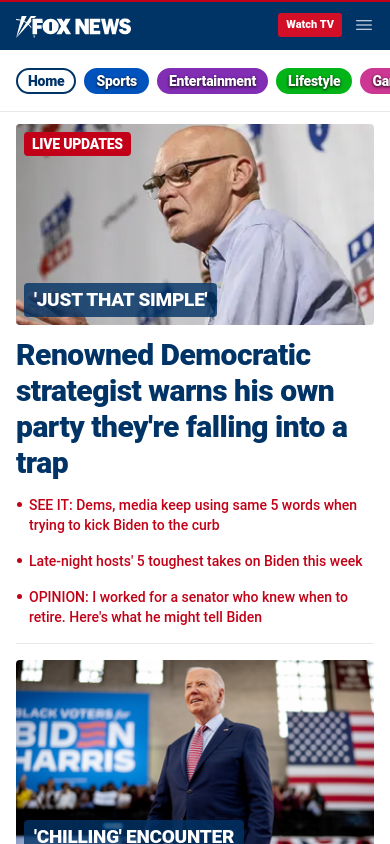 FOX NEWS
Watch TV
Home
Sports
Entertainment
Lifestyle
Ga
LIVE UPDATES
'JUST THAT SIMPLE'
Renowned Democratic
strategist warns his own
party they're falling into a
trap
• SEE IT: Dems, media keep using same 5 words when
trying to kick Biden to the curb
• Late-night hosts' 5 toughest takes on Biden this week
• OPINION: I worked for a senator who knew when to
retire. Here's what he might tell Biden
BLACK VOTERS for
BIDEN
'CHILLING' ENCOUNTER